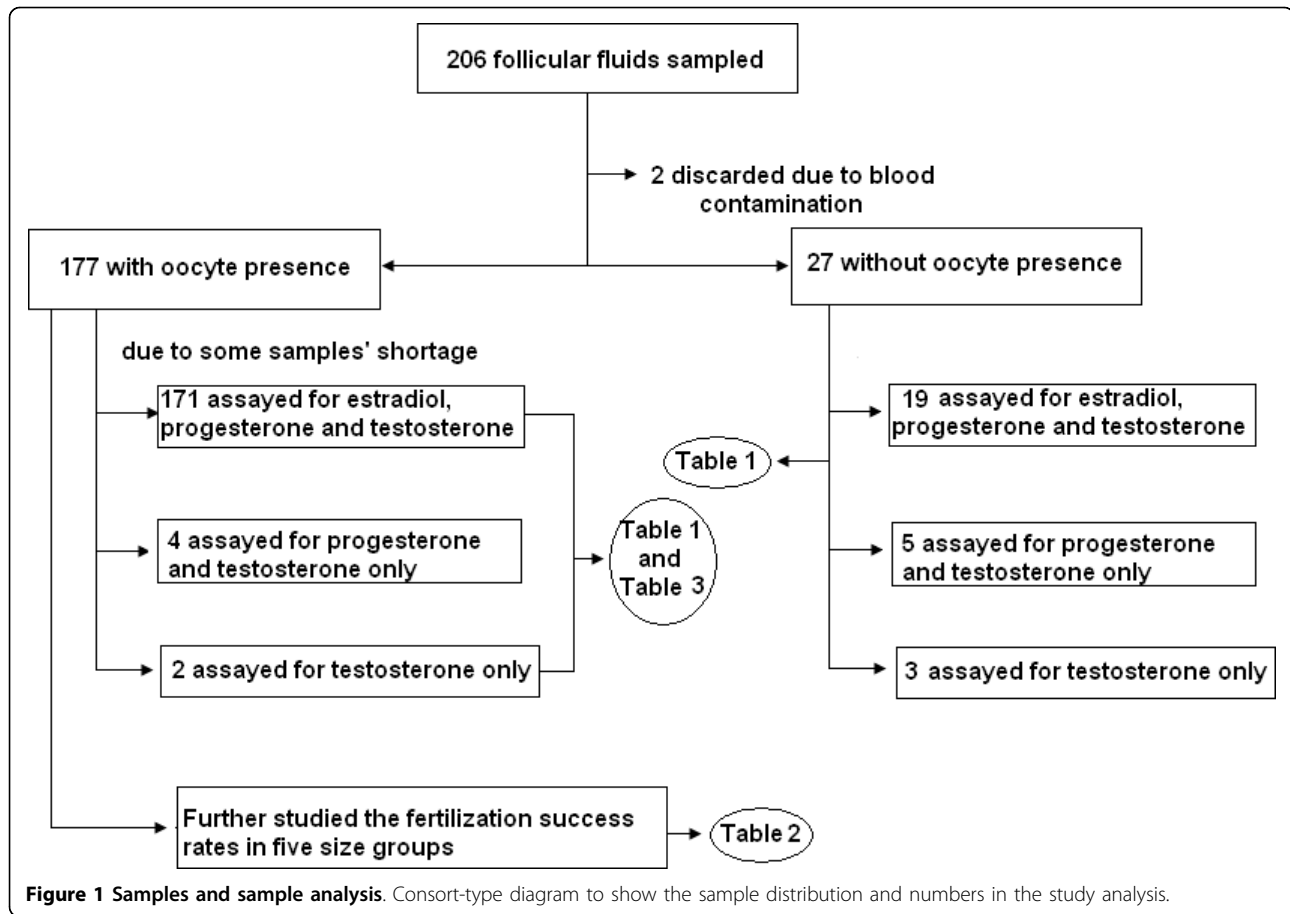 206 follicular fluids sampled
2 discarded due to blood
contamination
177 with oocyte presence
27 without oocyte presence
due to some samples' shortage
171 assayed for estradiol,
progesterone and testosterone
19 assayed for estradiol,
progesterone and testosterone
Table 1
4 assayed for progesterone
and testosterone only
Table 1
and
Table 3
5 assayed for progesterone
and testosterone only
2 assayed for testosterone only
3 assayed for testosterone only
Further studied the fertilization success
rates in five size groups
Table 2
Figure 1 Samples and sample analysis. Consort-type diagram to show the sample distribution and numbers in the study analysis.